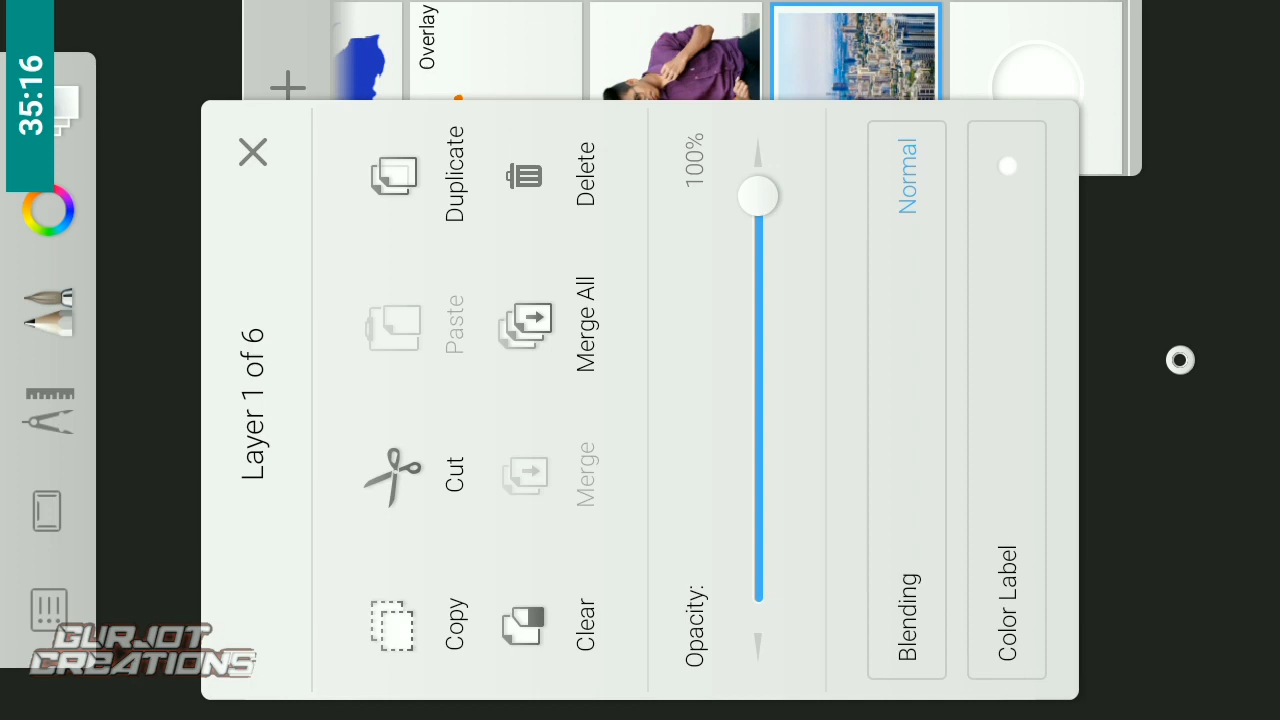 35:16
Overlay
Layer 1 of 6
Copy
Cut
Paste
Duplicate
Clear
Merge
Merge All
Delete
Opacity:
100%
Blending
Normal
Color Label
GURJOT
CREATIONS